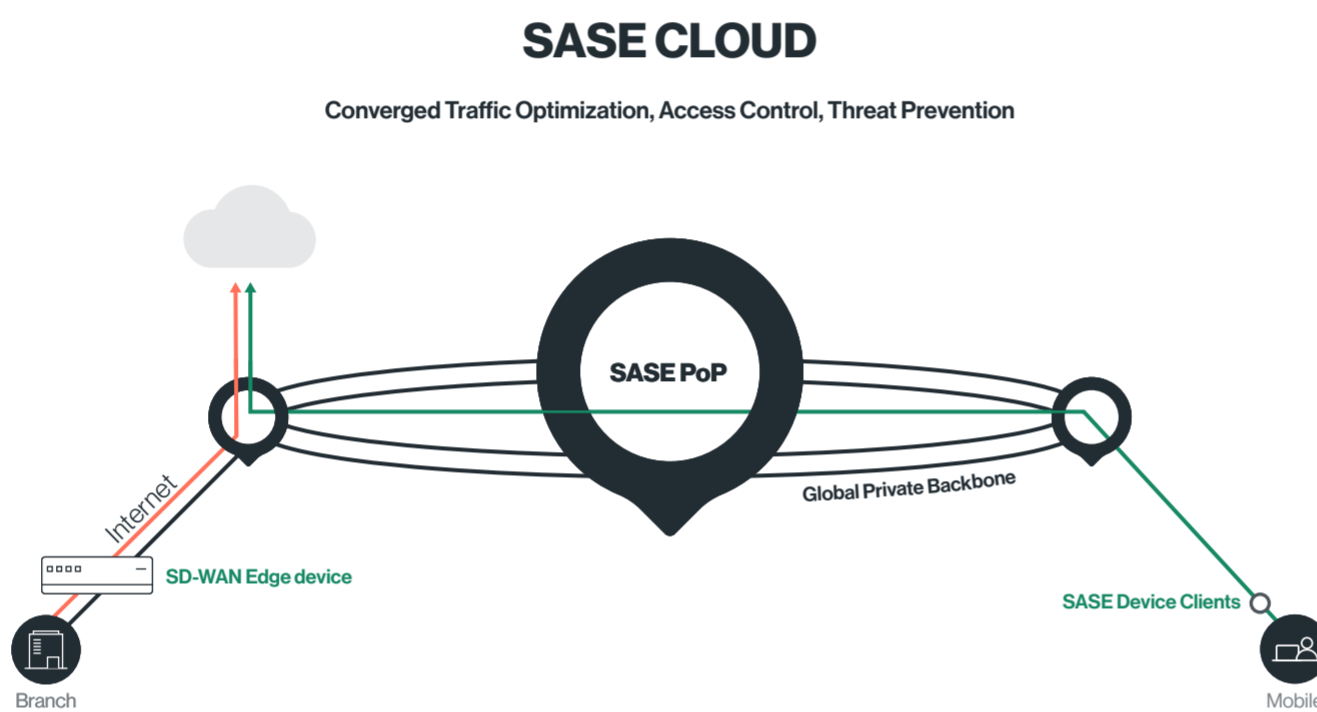 SASE CLOUD
Converged Traffic Optimization, Access Control, Threat Prevention
SASE PoP
Global Private Backbone
Internet
SD-WAN Edge device
SASE Device Clients
Branch
Mobile